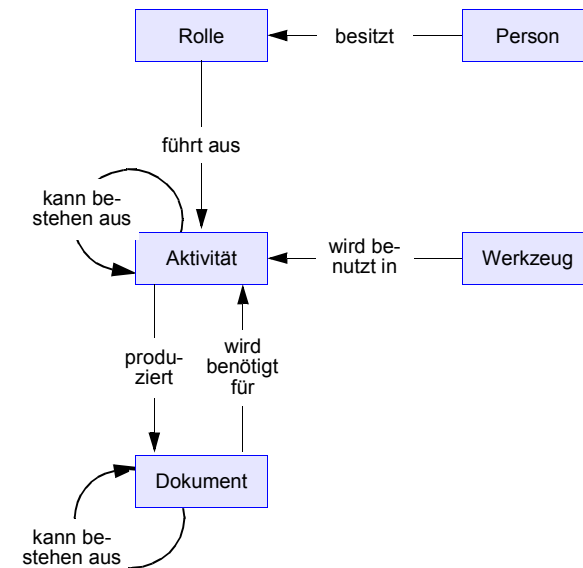 Rolle
besitzt
Person
führt aus
kann be-
stehen aus
Aktivität
wird be-
nutzt in
Werkzeug
produ-
ziert
wird
benötigt
für
Dokument
kann be-
stehen aus